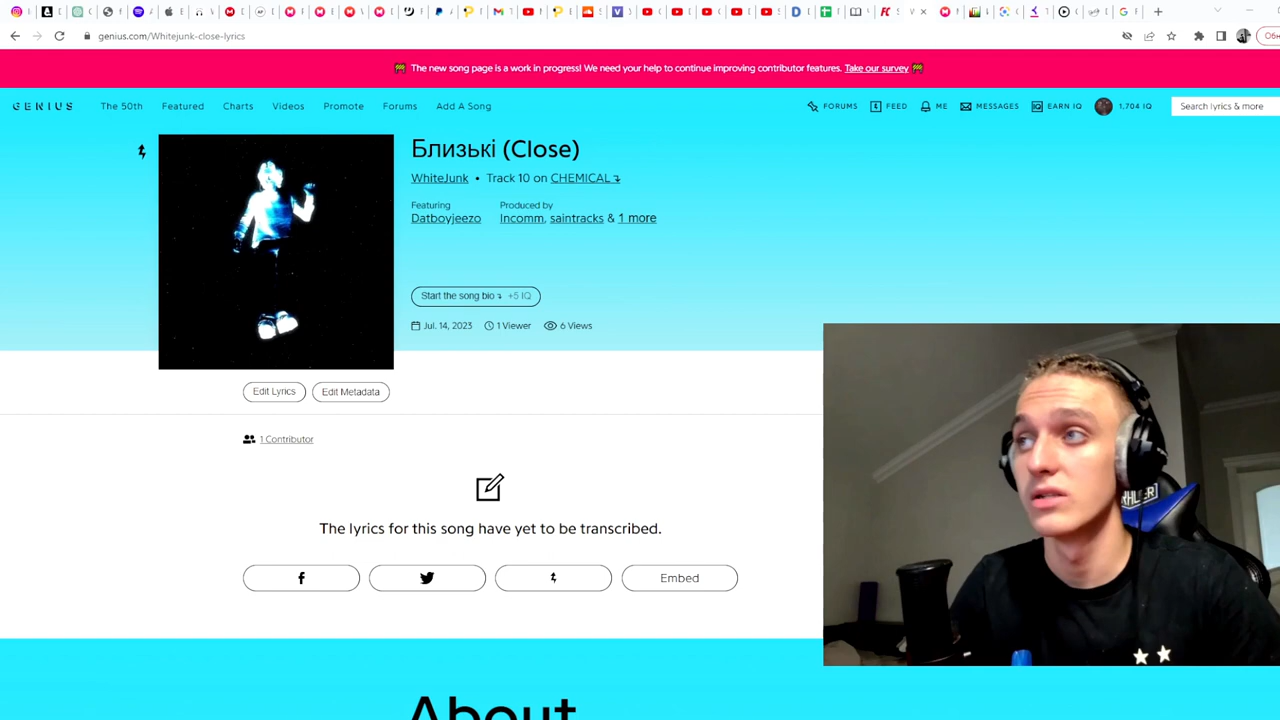 genius.com/Whitejunk-close-lyrics
The new song page is a work in progress! We need your help to continue improving contributor features. Take our survey
GENIUS The 50th Featured Charts Videos Promote Forums Add A Song FORUMS FEED ME MESSAGES EARN IQ 1,704 IQ Search lyrics & more
Близькі (Close)
WhiteJunk • Track 10 on CHEMICAL
Featuring Produced by
Datboyjeezo Incomm, saintracks & 1 more
Start the song bio +5 IQ
Jul. 14, 2023 1 Viewer 6 Views
Edit Lyrics Edit Metadata
1 Contributor
The lyrics for this song have yet to be transcribed.
Embed
About